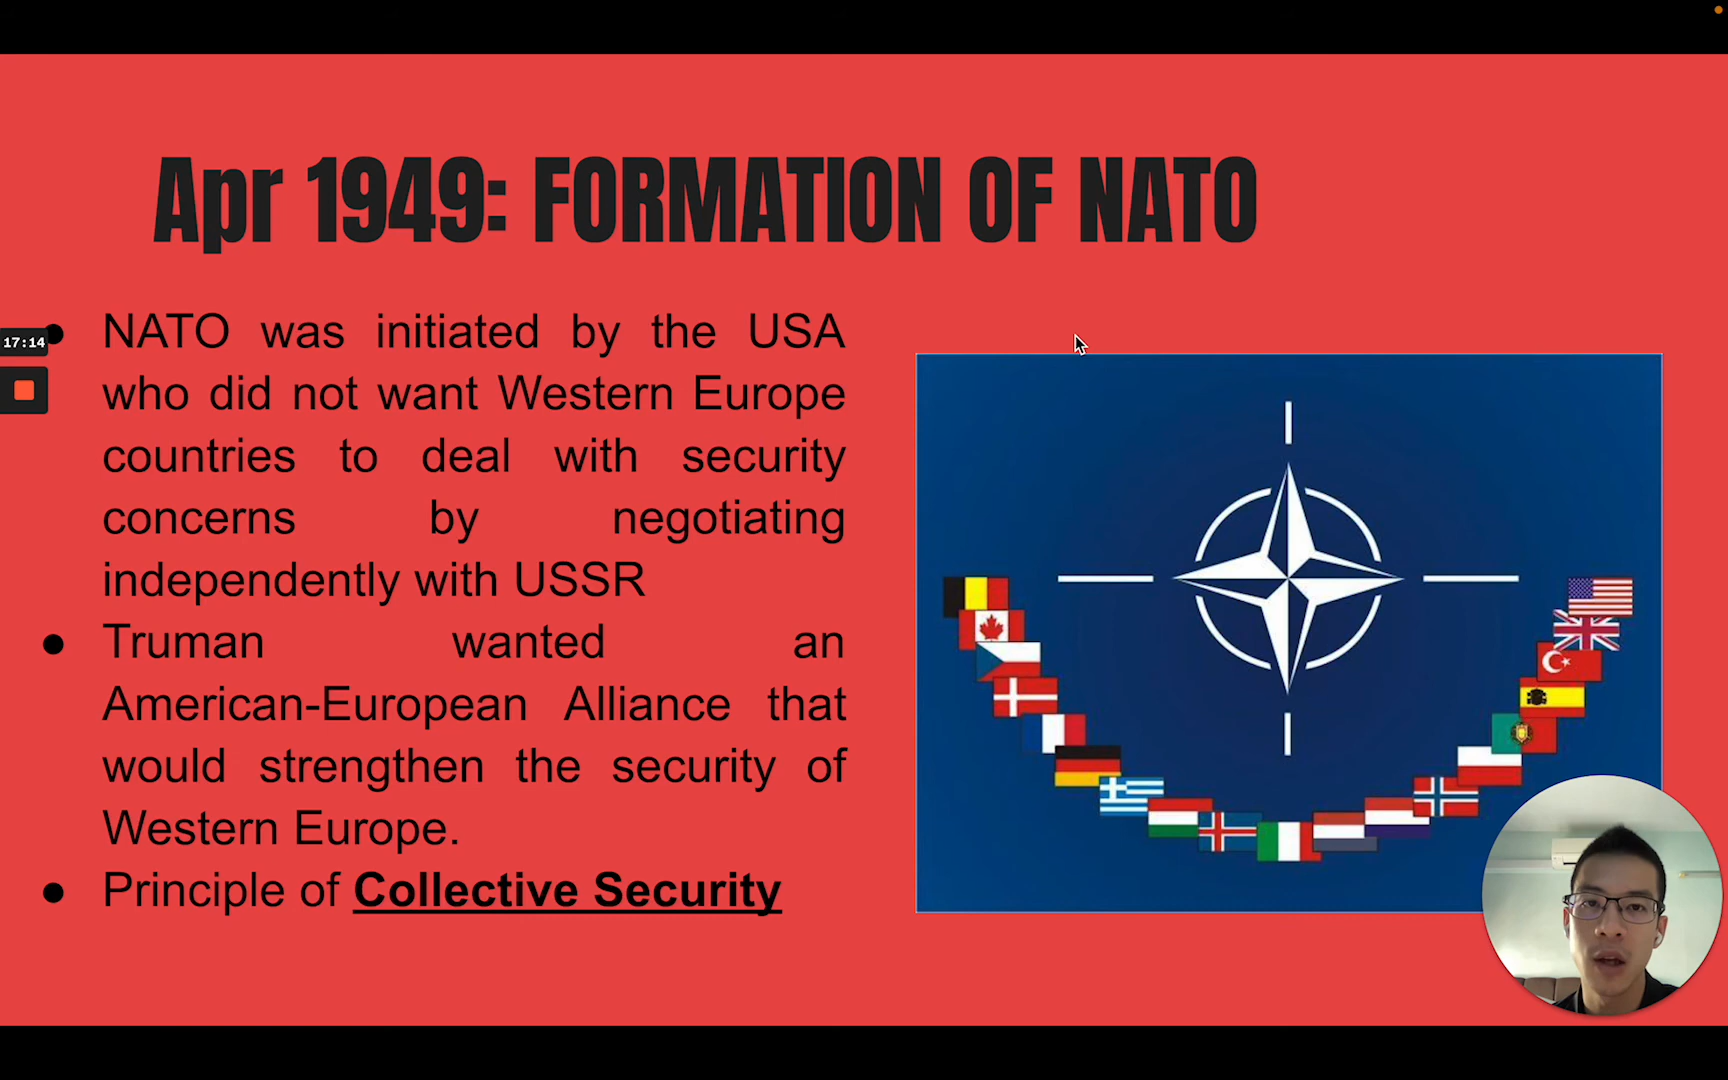 Apr 1949: FORMATION OF NATO
NATO was initiated by the USA
who did not want Western Europe
countries to deal with security
concerns by negotiating
independently with USSR
Truman wanted an
American-European Alliance that
would strengthen the security of
Western Europe.
Principle of Collective Security
17:14